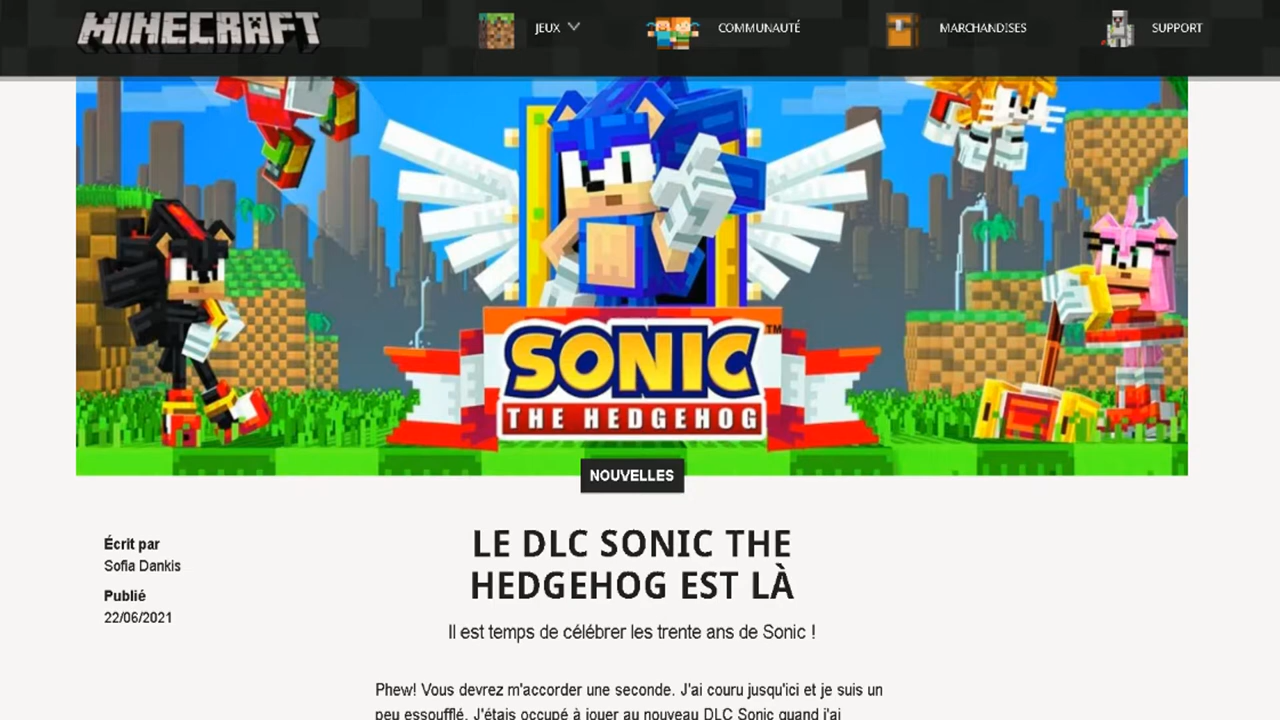 MINECRAFT
JEUX
COMMUNAUTÉ
MARCHANDISES
SUPPORT
SONIC TM
THE HEDGEHOG
NOUVELLES
Écrit par
Sofia Dankis
Publié
22/06/2021
LE DLC SONIC THE
HEDGEHOG EST LÀ
Il est temps de célébrer les trente ans de Sonic !
Phew! Vous devrez m'accorder une seconde. J'ai couru jusqu'ici et je suis un
peu essoufflé. J'étais occupé à jouer au nouveau DLC Sonic quand j'ai